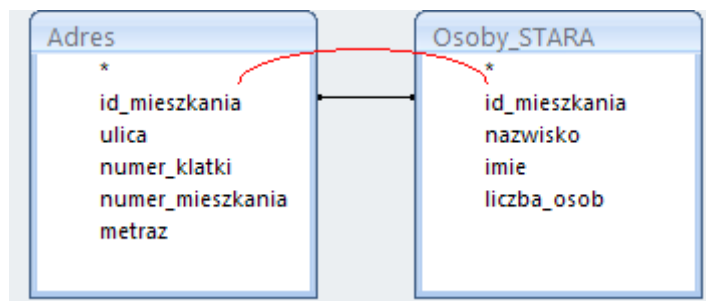 Adres
*
id_mieszkania
ulica
numer_klatki
numer_mieszkania
metraz
Osoby_STARA
*
id_mieszkania
nazwisko
imie
liczba_osob